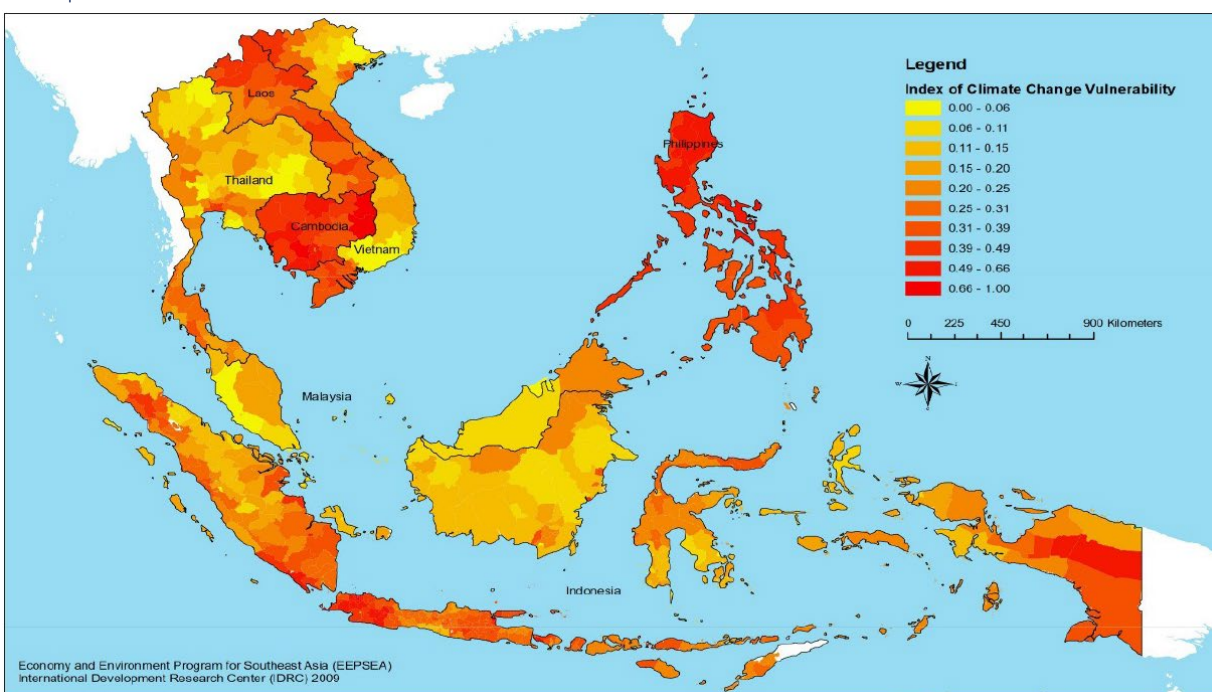 Legend
Index of Climate Change Vulnerability
0.00 - 0.06
0.06 - 0.11
0.11 - 0.15
0.15 - 0.20
0.20 - 0.25
0.25 - 0.31
0.31 - 0.39
0.39 - 0.49
0.49 - 0.66
0.66 - 1.00
0 225 450 900 Kilometers
N
W E
S
Laos
Philippines
Thailand
Cambodia
Vietnam
Malaysia
Indonesia
Economy and Environment Program for Southeast Asia (EEPSEA)
International Development Research Center (IDRC) 2009